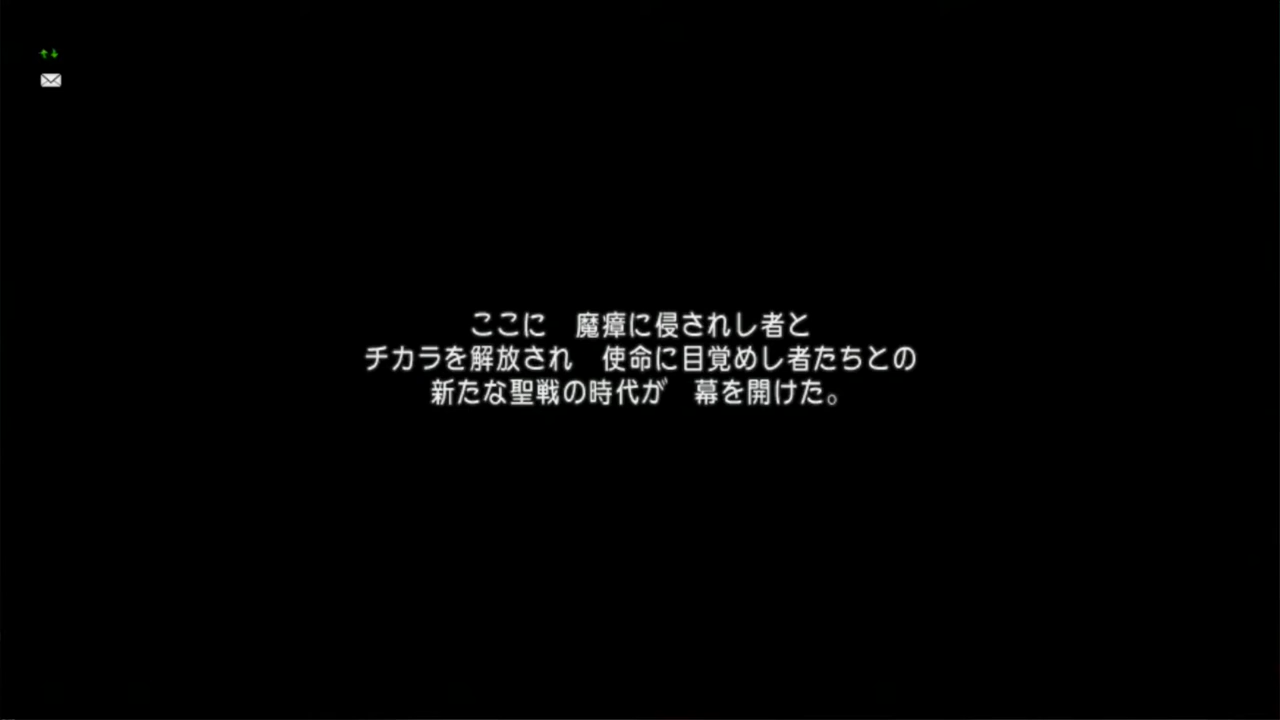 ここに　魔瘴に侵されし者と
チカラを解放され　使命に目覚めし者たちとの
新たな聖戦の時代が　幕を開けた。